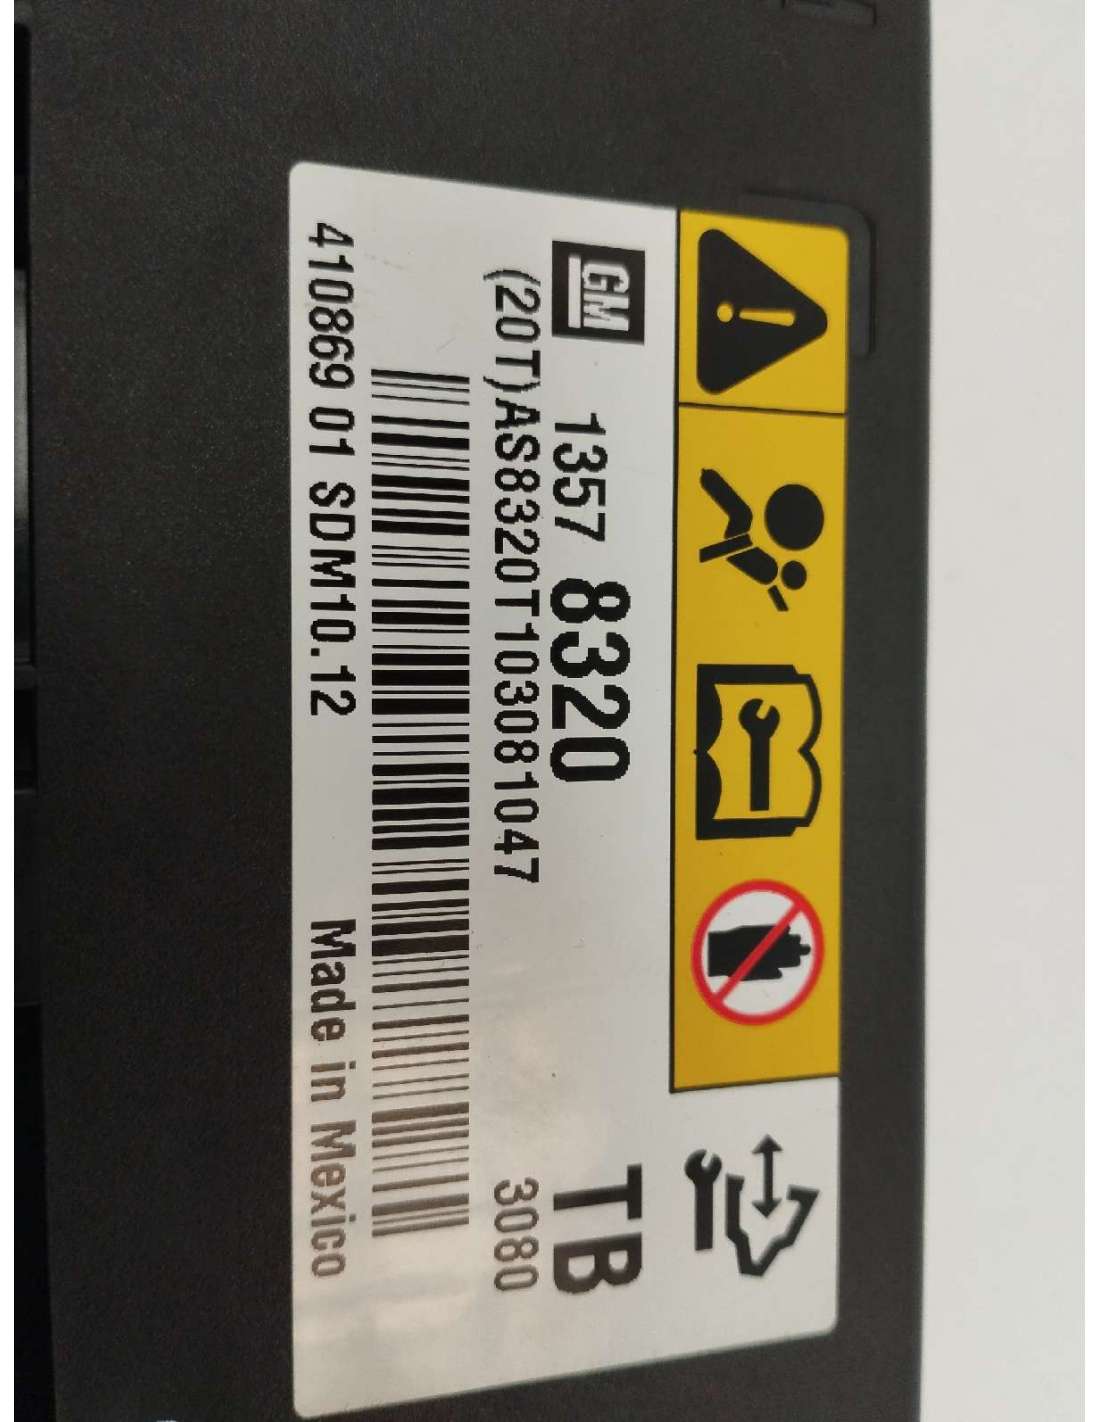 GM 1357 8320 TB
(20T)AS8320T103081047 3080
410869 01 SDM10.12 Made in Mexico